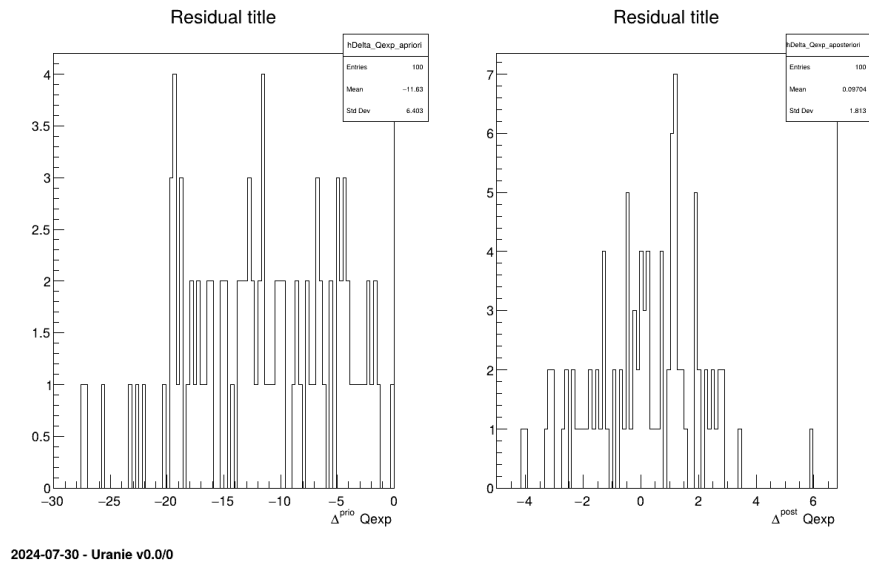 Residual title
hDelta_Qexp_apriori
Entries 100
Mean −11.63
Std Dev 6.403
4
3.5
3
2.5
2
1.5
1
0.5
0
−30 −25 −20 −15 −10 −5 0
Δprio Qexp
Residual title
hDelta_Qexp_aposteriori
Entries 100
Mean 0.09704
Std Dev 1.813
7
6
5
4
3
2
1
0
−4 −2 0 2 4 6
Δpost Qexp
2024-07-30 - Uranie v0.0/0